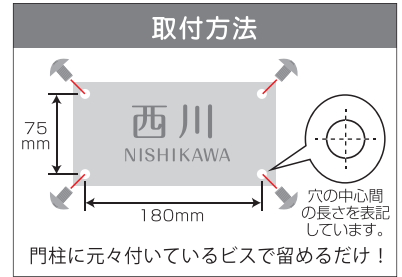 取付方法
75
mm
西川
NISHIKAWA
180mm
穴の中心間
の長さを表記
しています。
門柱に元々付いているビスで留めるだけ！